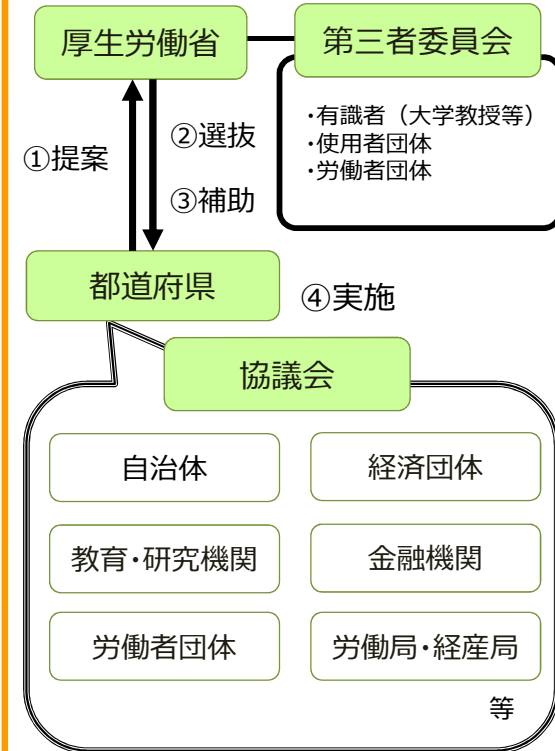 厚生労働省
第三者委員会
・有識者（大学教授等）
・使用者団体
・労働者団体
①提案
②選抜
③補助
都道府県
④実施
協議会
自治体
経済団体
教育・研究機関
金融機関
労働者団体
労働局・経産局
等